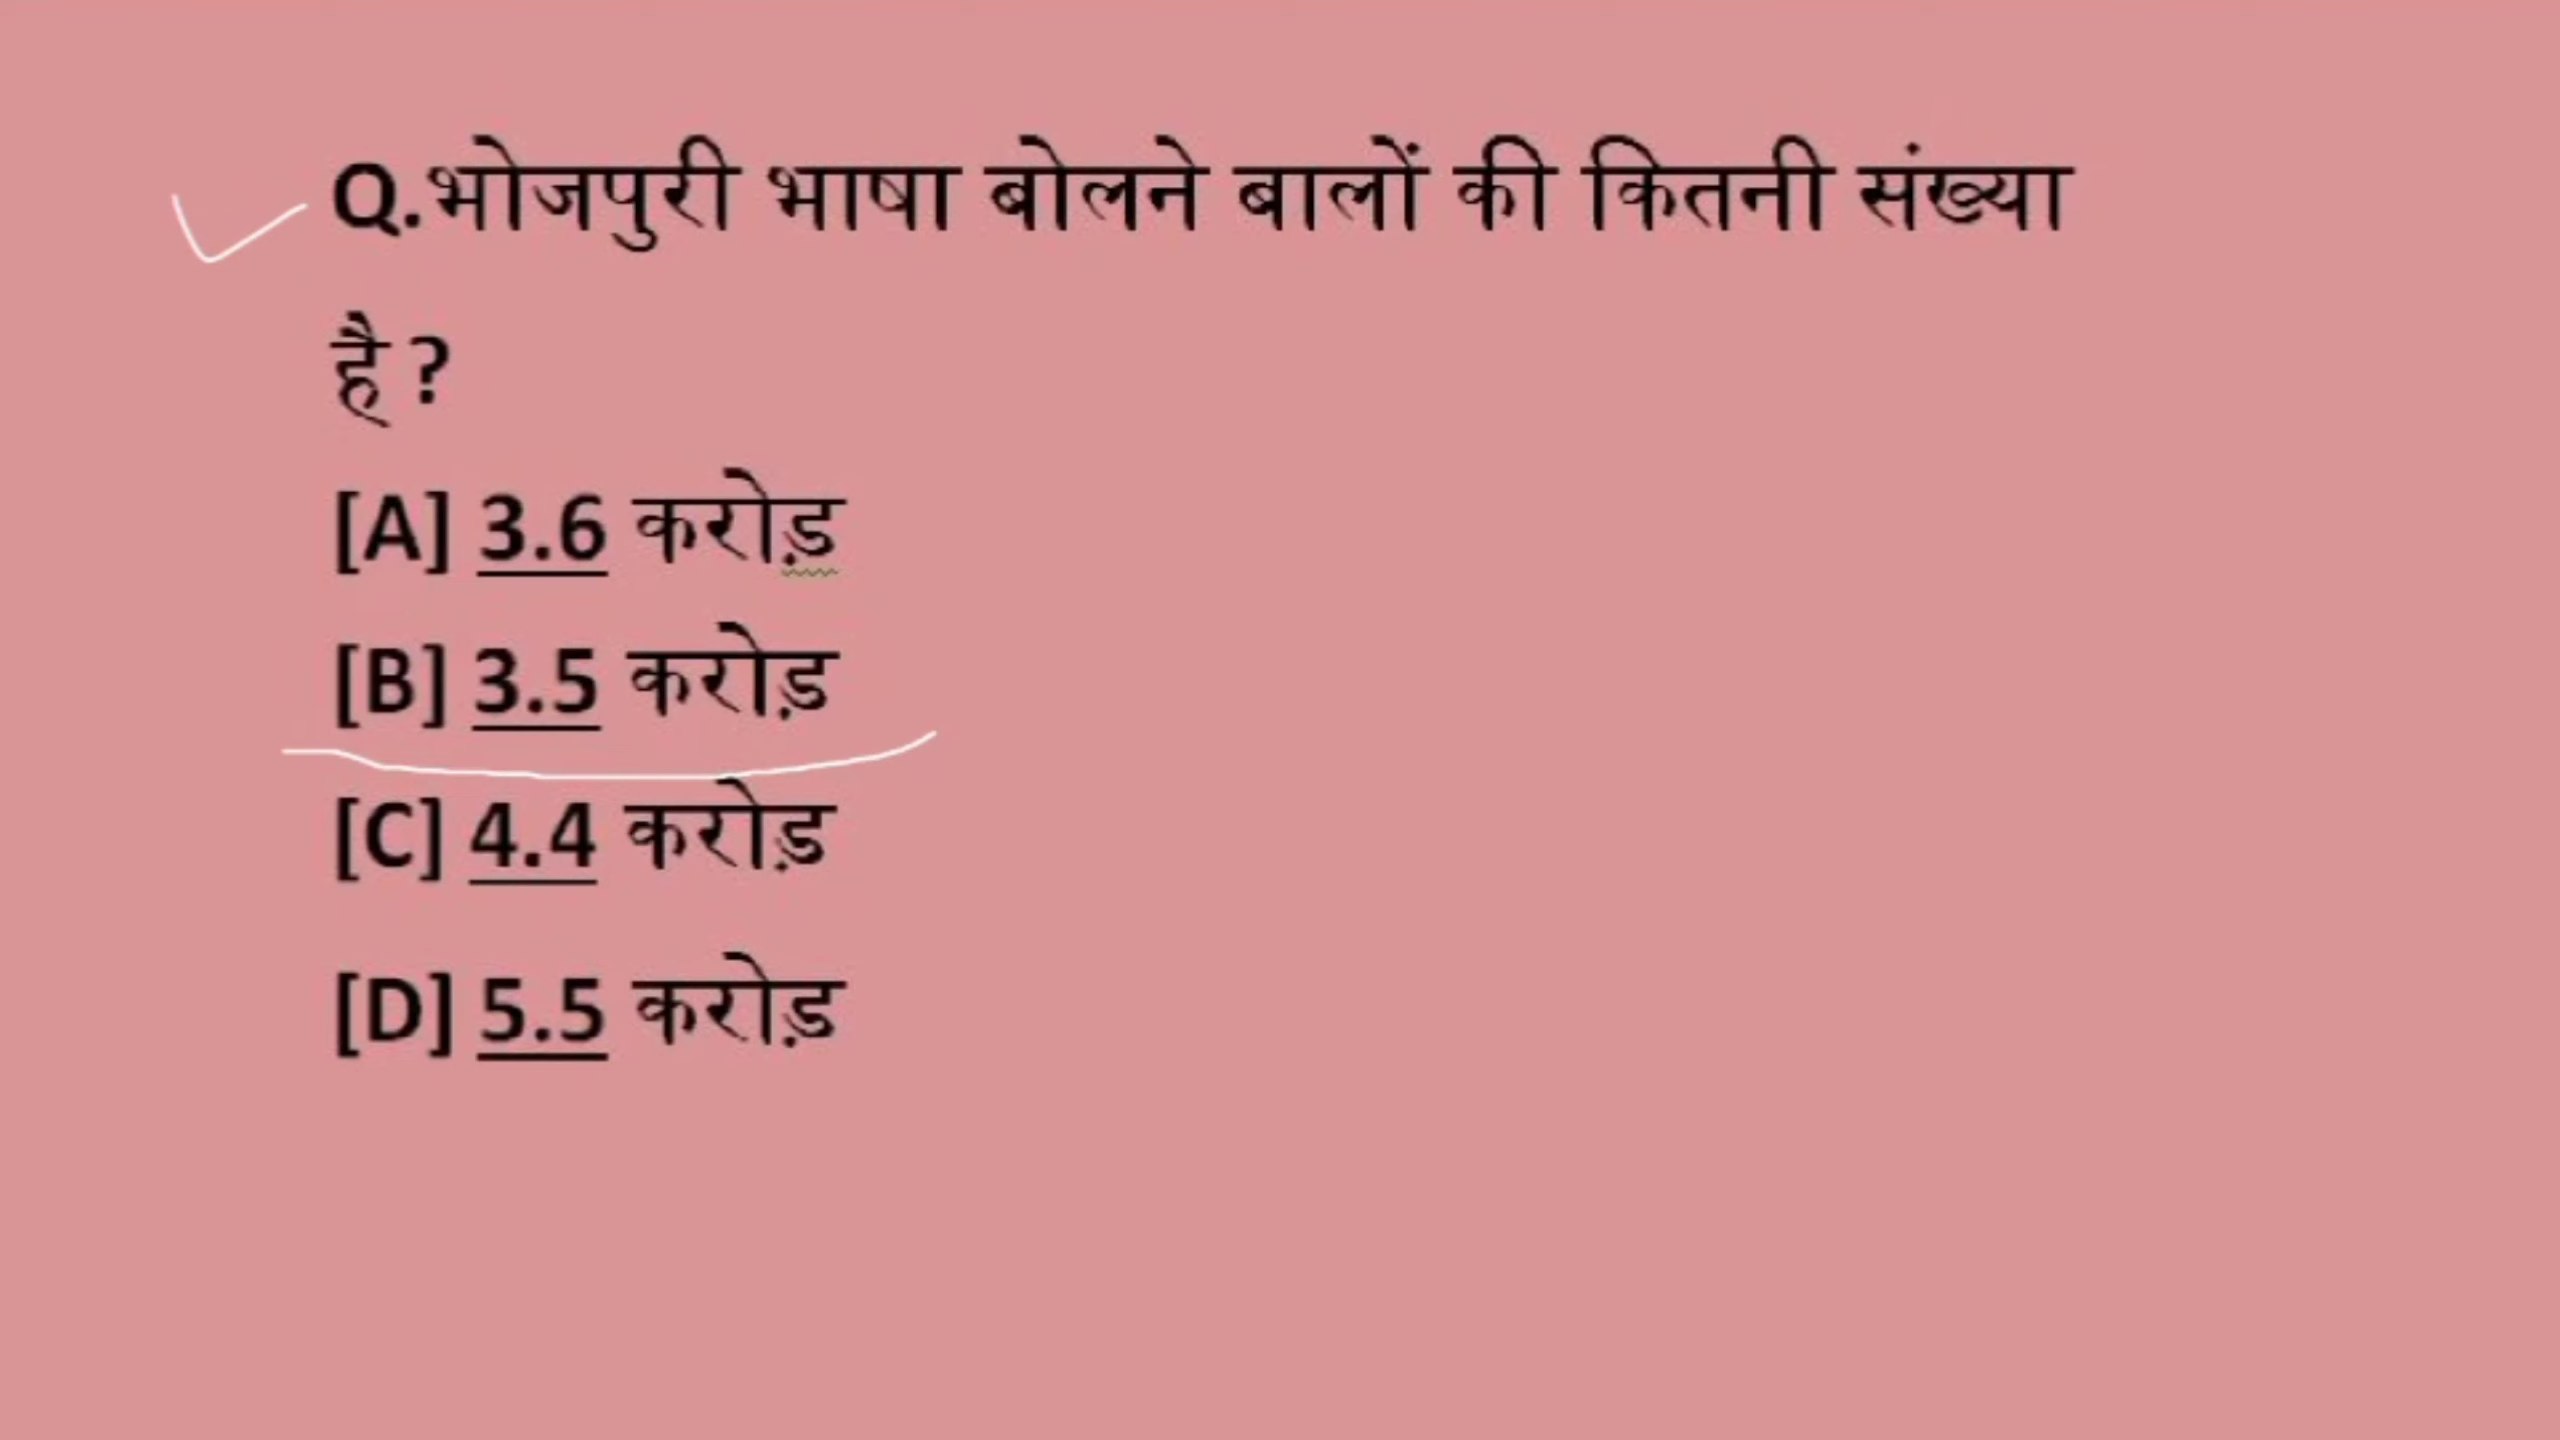 Q.भोजपुरी भाषा बोलने बालों की कितनी संख्या
है ?
[A] 3.6 करोड़
[B] 3.5 करोड़
[C] 4.4 करोड़
[D] 5.5 करोड़